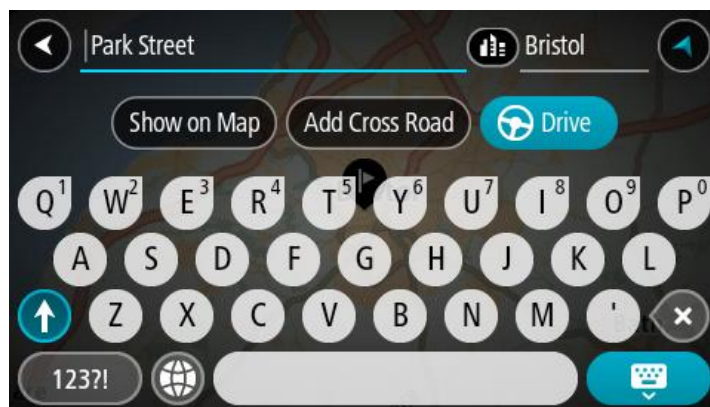 Park Street Bristol
Show on Map Add Cross Road Drive
Q1 W2 E3 R4 T5 Y6 U7 I8 O9 P0
A S D F G H J K L
Z X C V B N M '
123?!